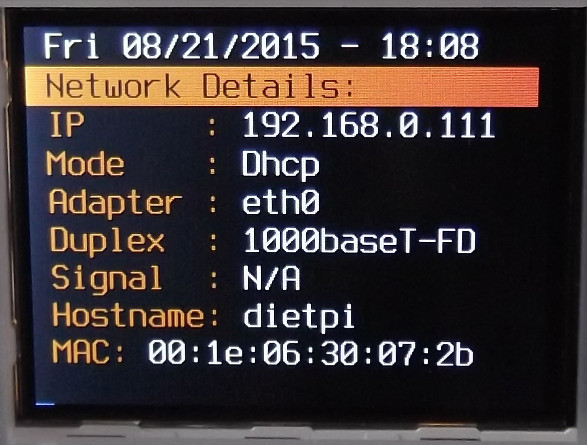 Fri 08/21/2015 - 18:08
Network Details:
IP : 192.168.0.111
Mode : Dhcp
Adapter : eth0
Duplex : 1000baseT-FD
Signal : N/A
Hostname: dietpi
MAC: 00:1e:06:30:07:2b